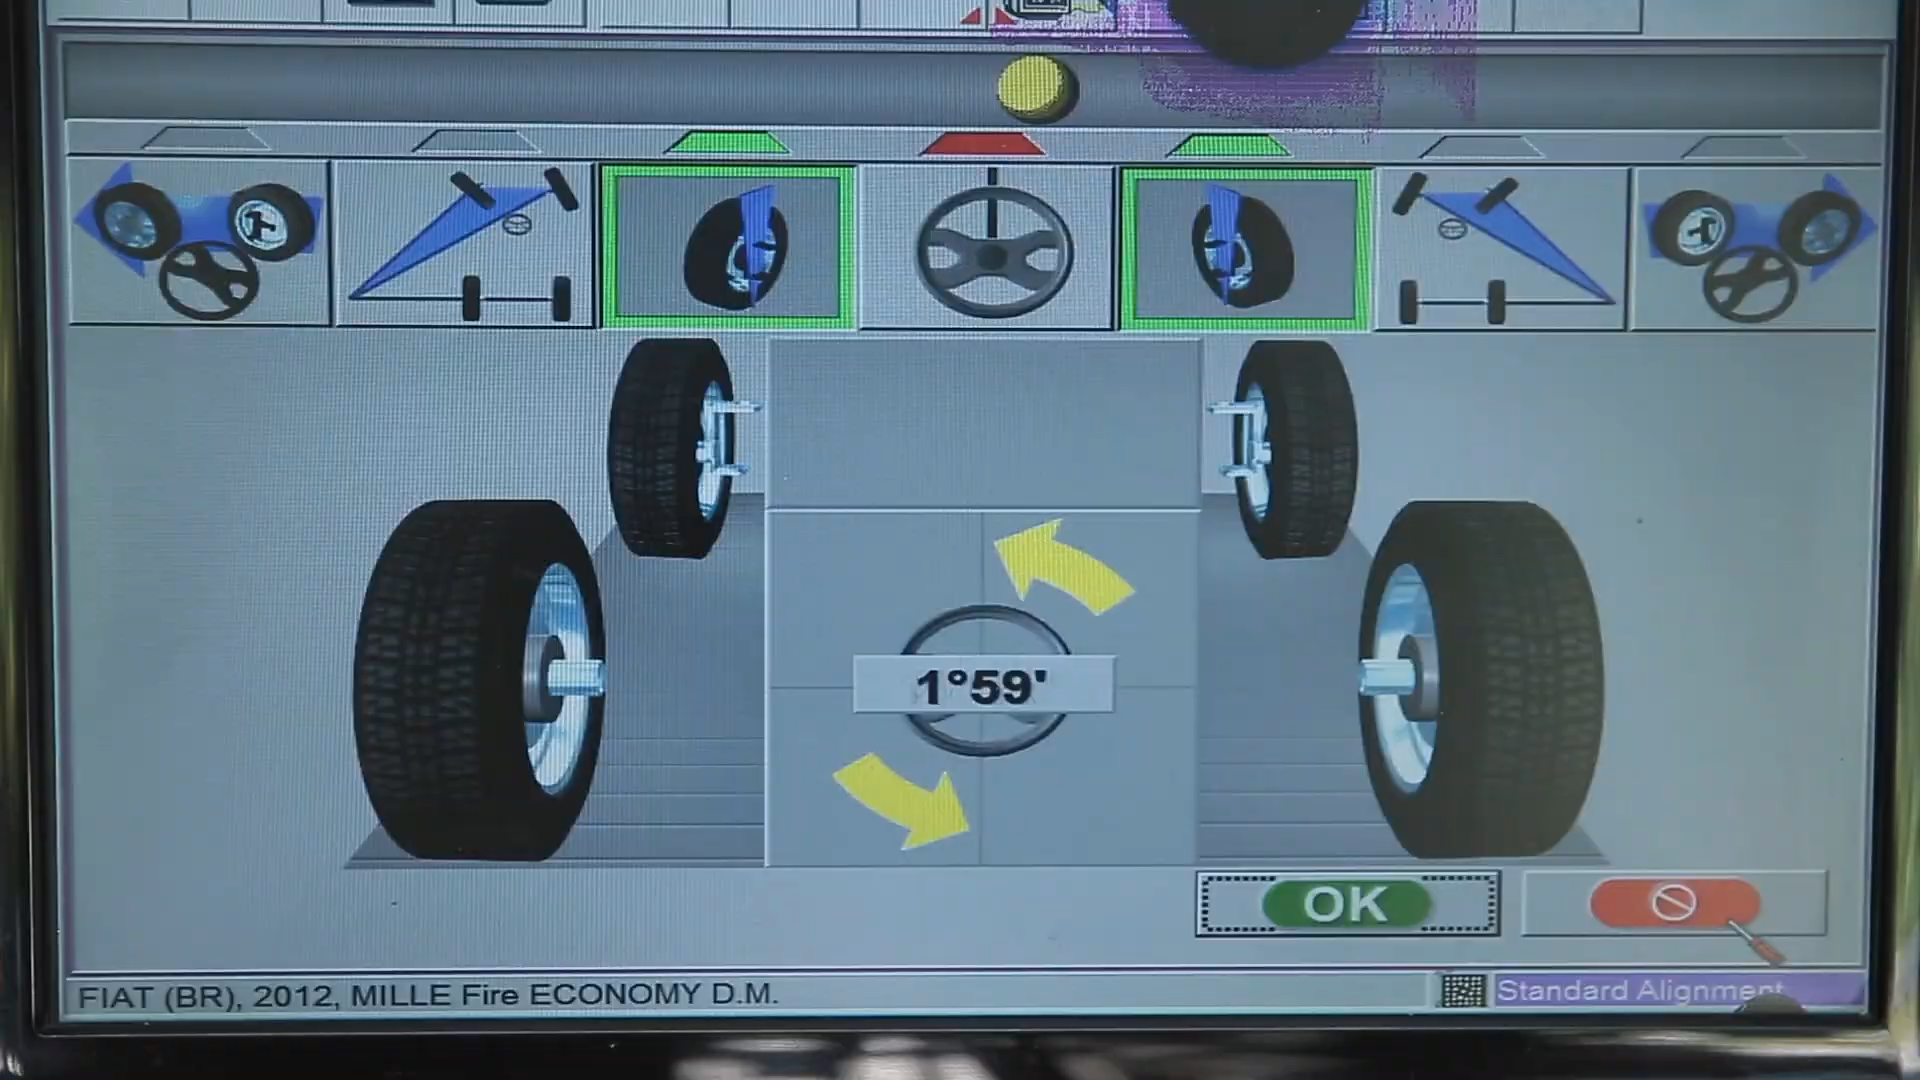 1°59'
OK
FIAT (BR), 2012, MILLE Fire ECONOMY D.M.
Standard Alignment